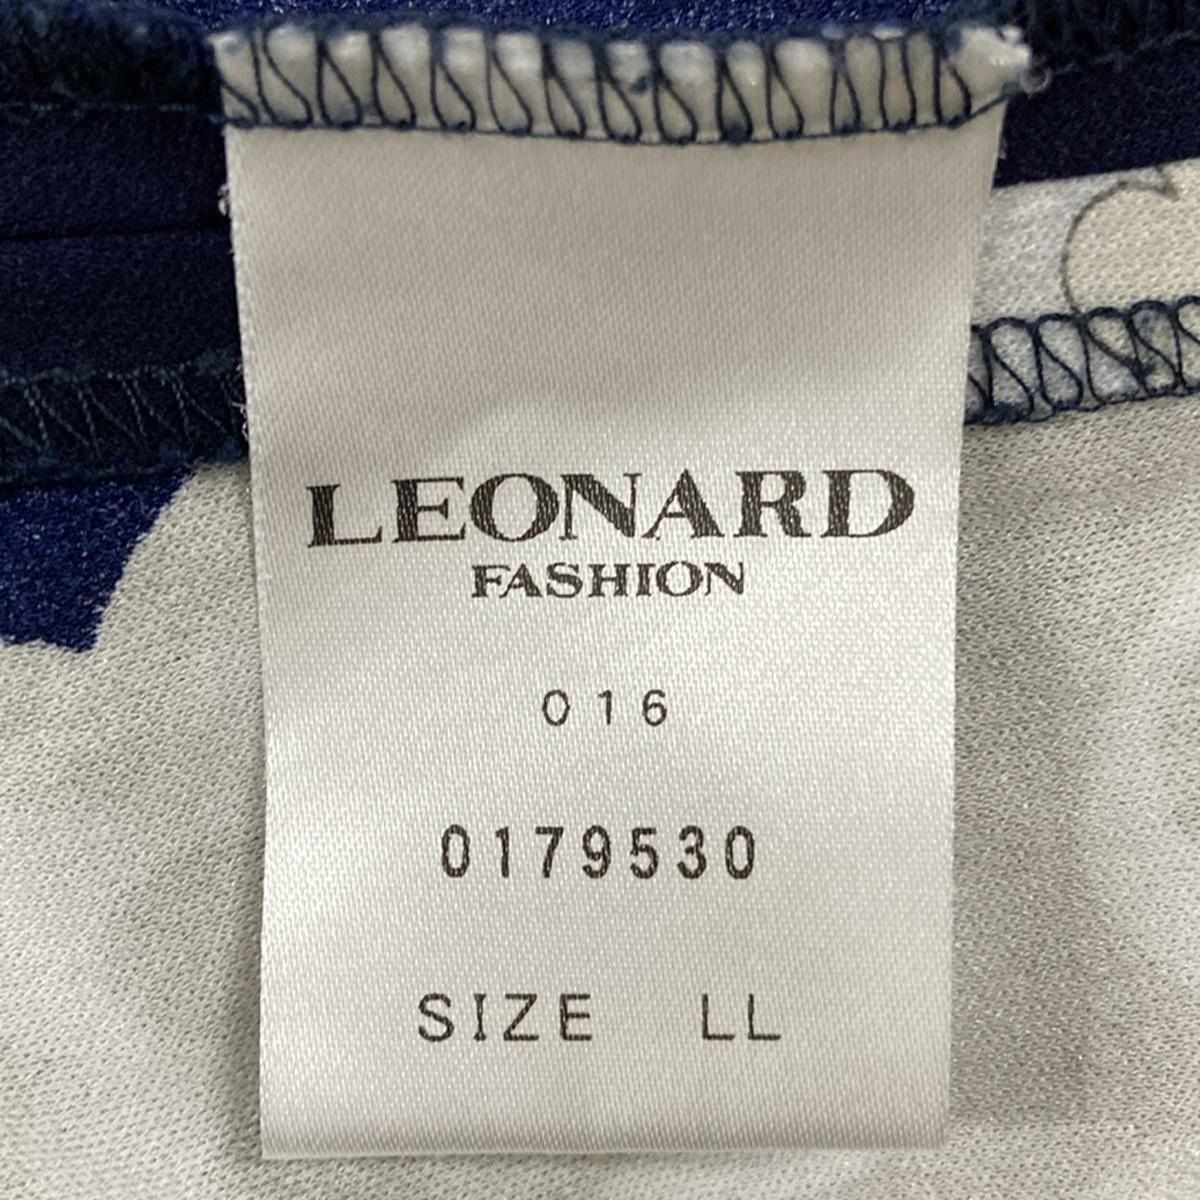 LEONARD
FASHION
016
0179530
SIZE LL